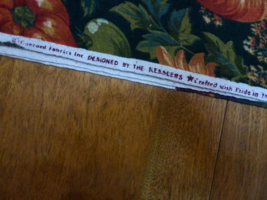 Fabrics Inc DESIGNED BY THE KESSLERS ★ Crafted with Pride in